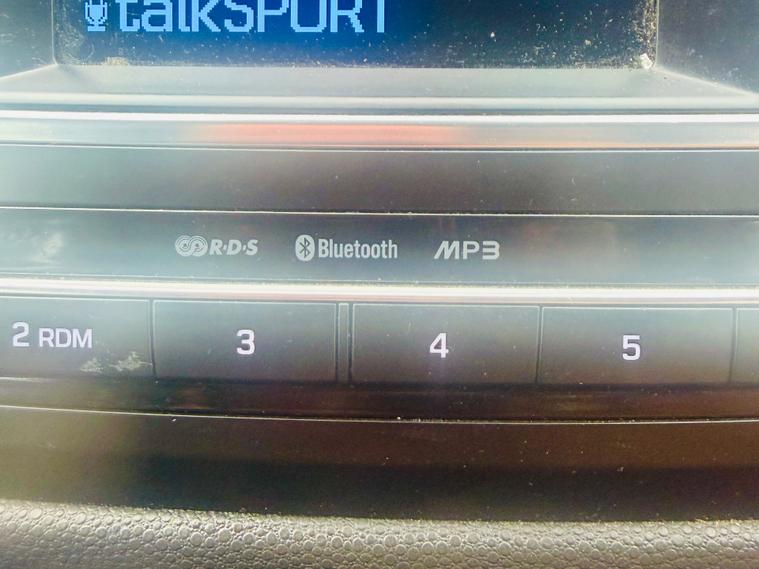 talkSPORT
R·D·S Bluetooth MP3
2 RDM 3 4 5